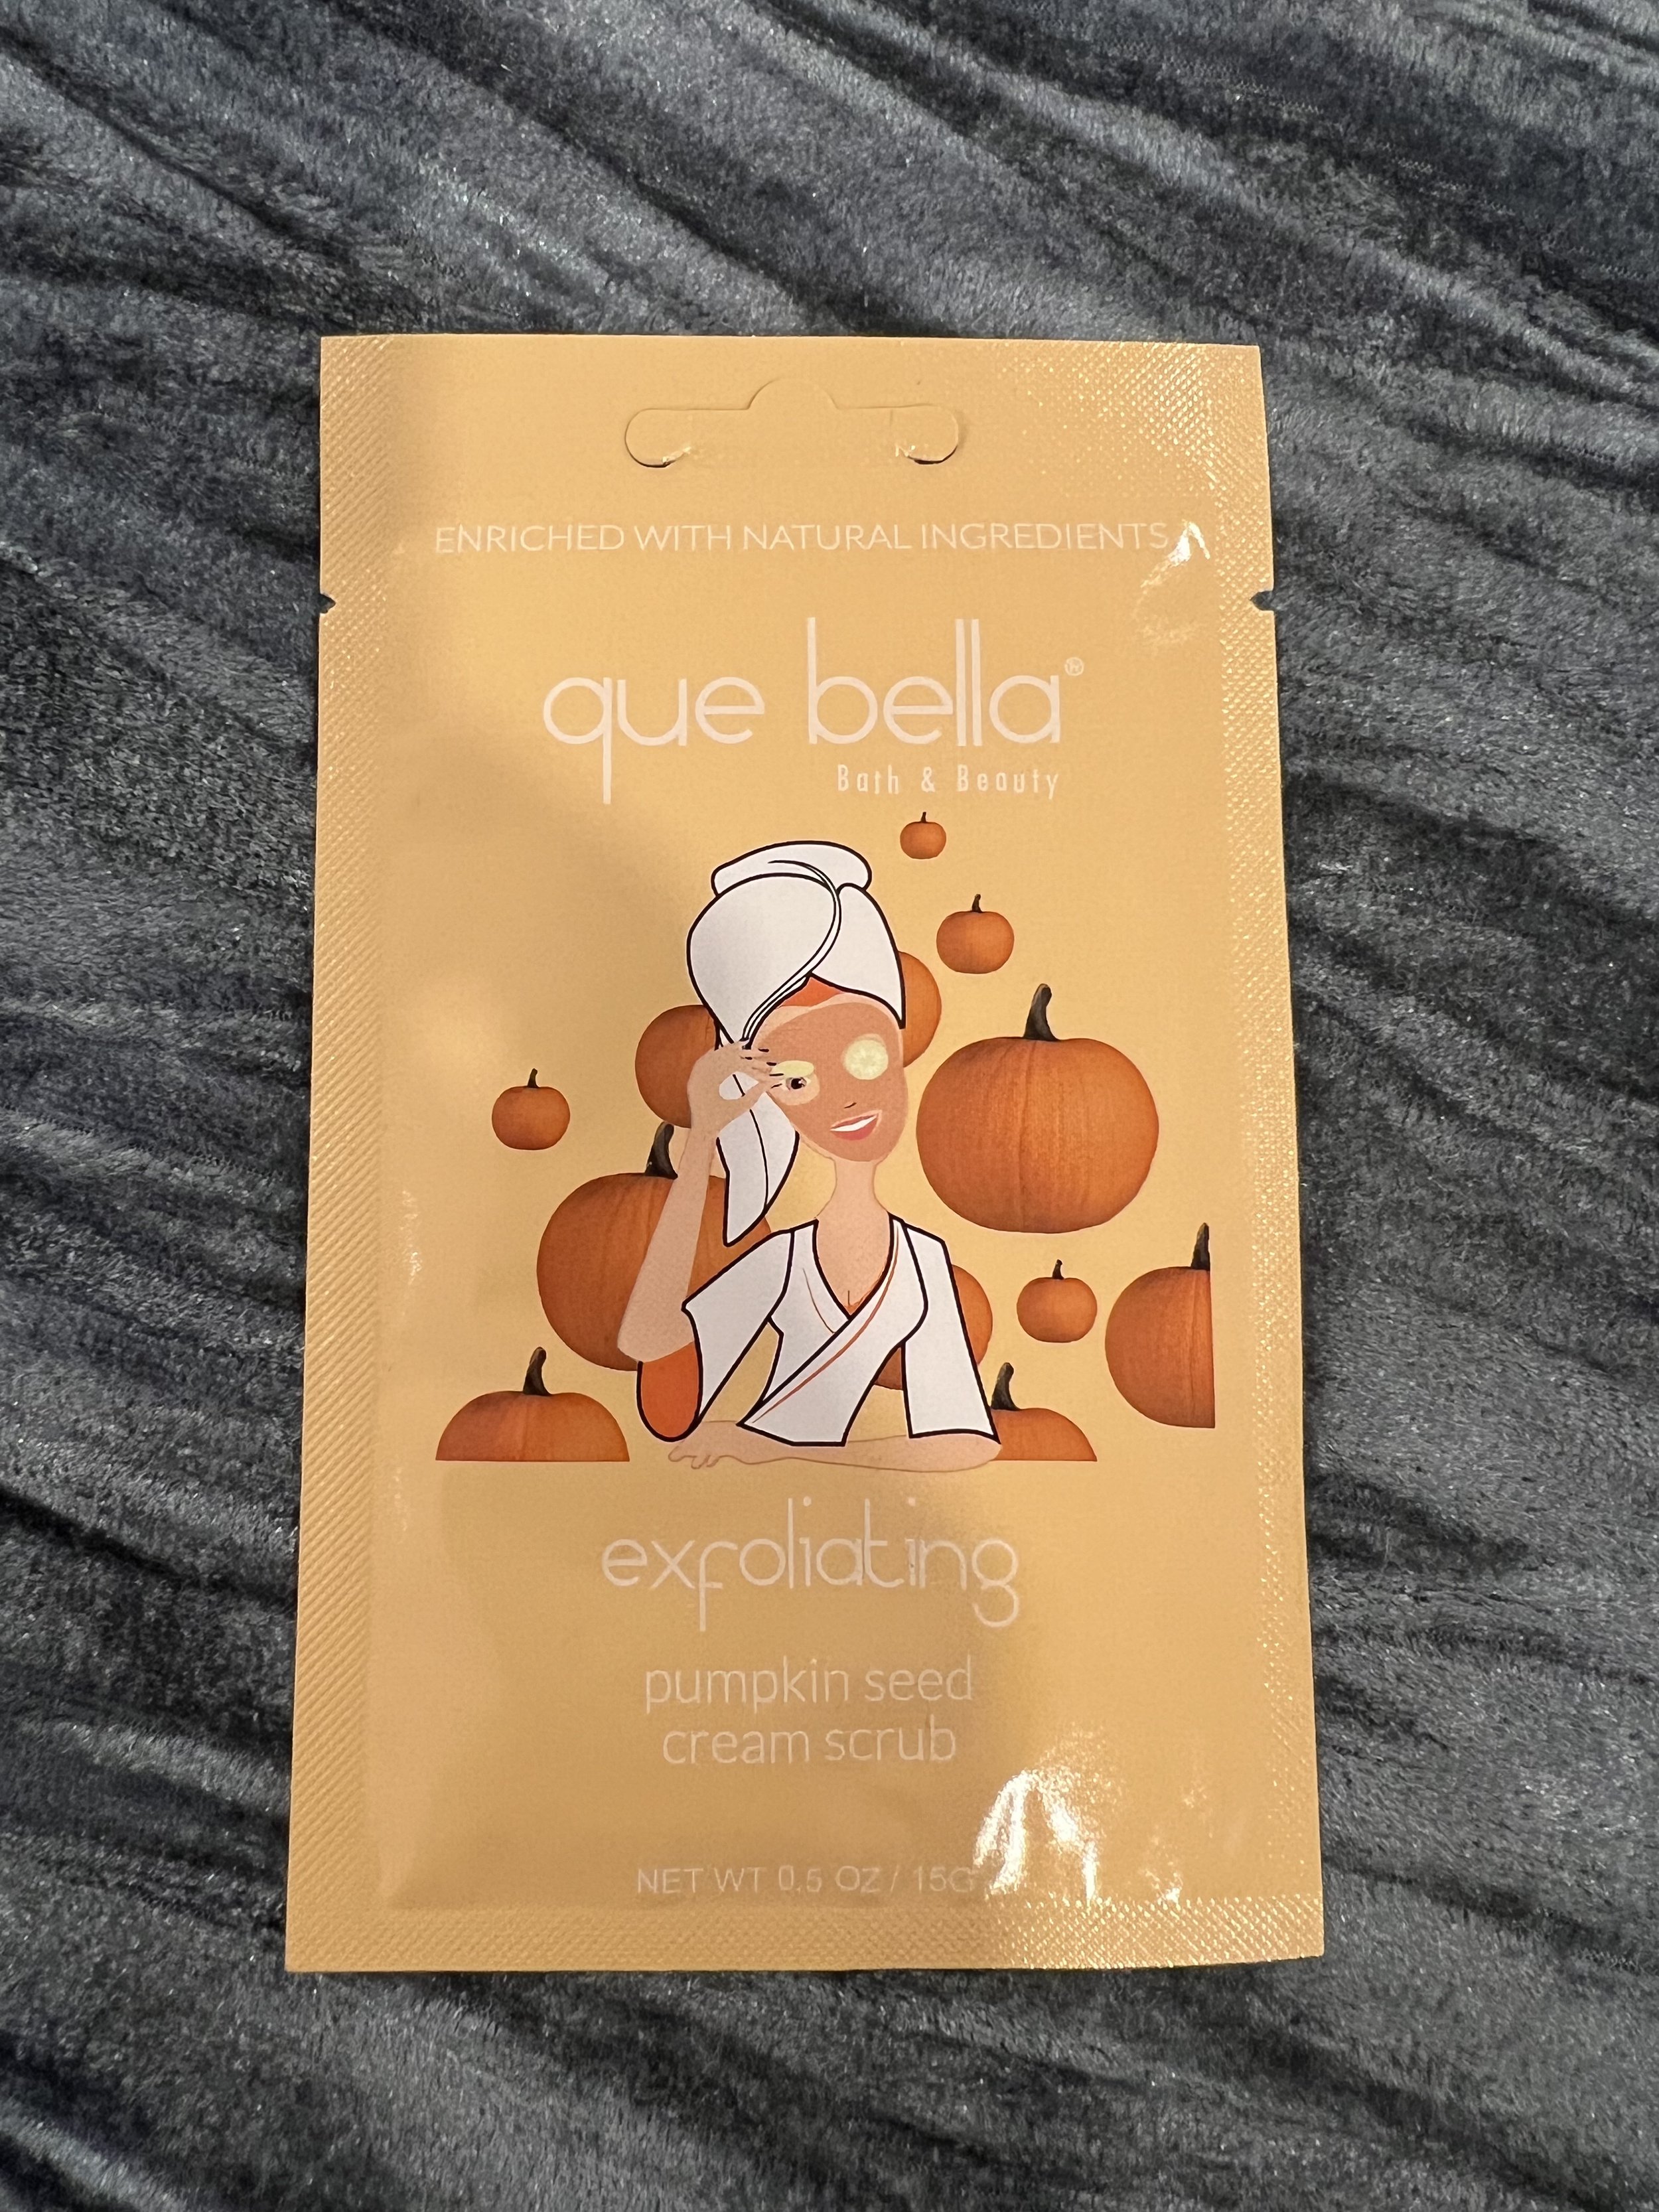 ENRICHED WITH NATURAL INGREDIENTS
que bella®
Bath & Beauty
exfoliating
pumpkin seed
cream scrub
NET WT 0.5 OZ / 15G